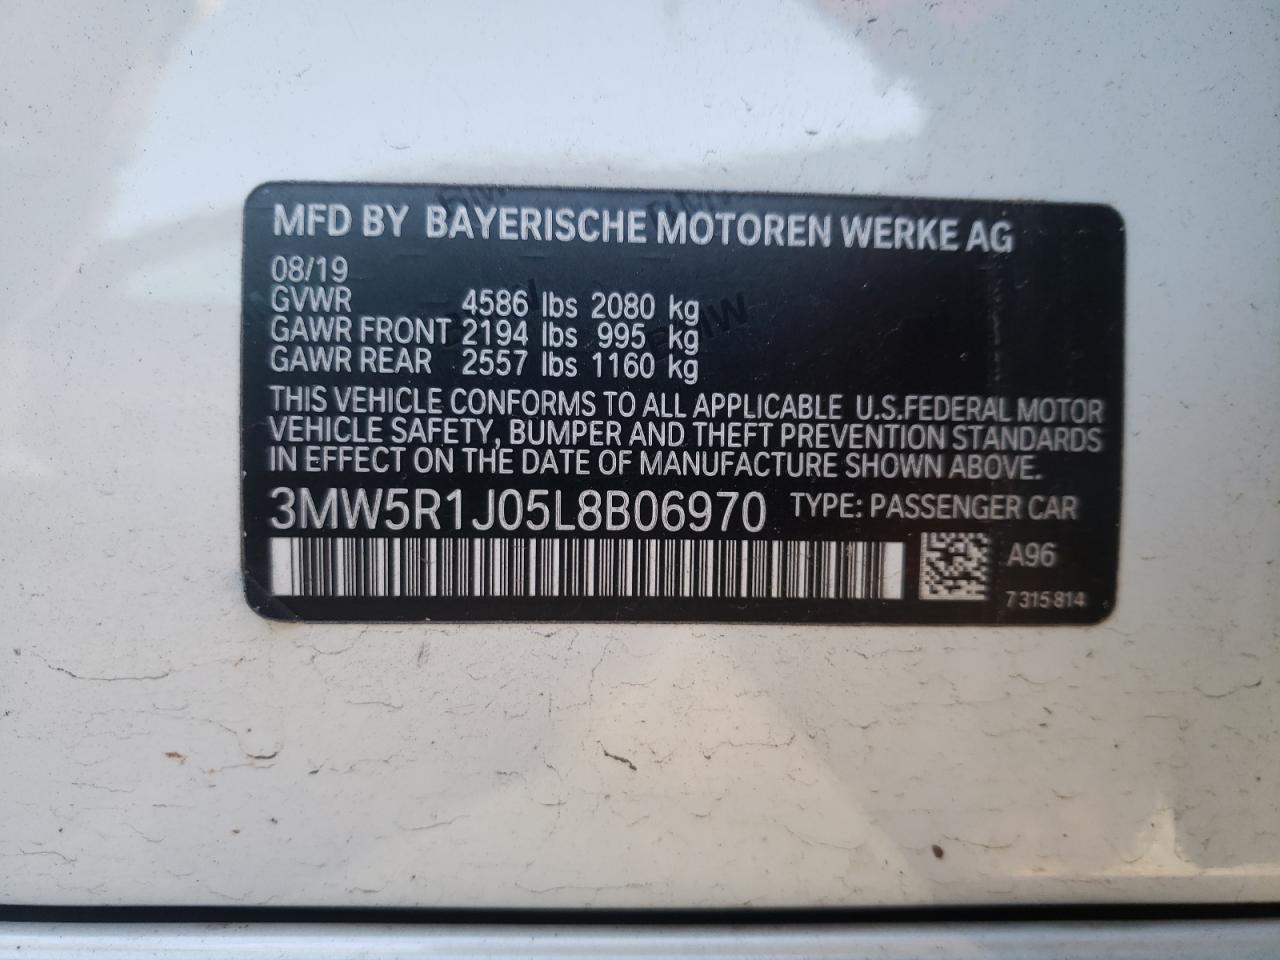 MFD BY BAYERISCHE MOTOREN WERKE AG
08/19
GVWR 4586 lbs 2080 kg
GAWR FRONT 2194 lbs 995 kg
GAWR REAR 2557 lbs 1160 kg
THIS VEHICLE CONFORMS TO ALL APPLICABLE U.S.FEDERAL MOTOR
VEHICLE SAFETY, BUMPER AND THEFT PREVENTION STANDARDS
IN EFFECT ON THE DATE OF MANUFACTURE SHOWN ABOVE.
3MW5R1J05L8B06970 TYPE: PASSENGER CAR
A96
7 315 814
BMW